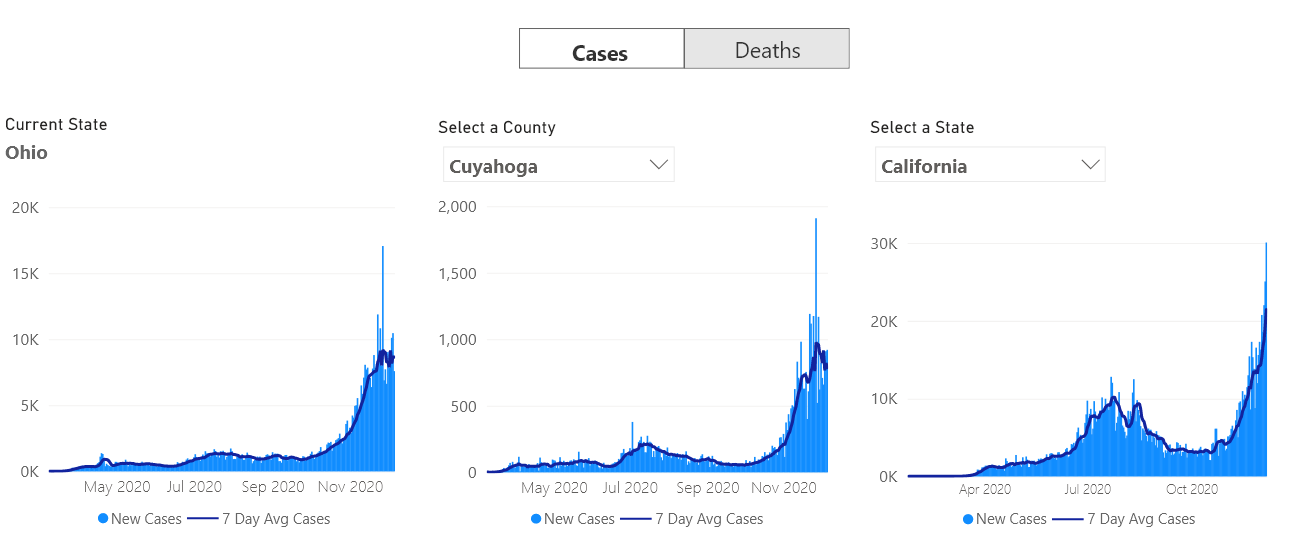 Cases Deaths
Current State
Ohio
20K
15K
10K
5K
0K
May 2020 Jul 2020 Sep 2020 Nov 2020
New Cases 7 Day Avg Cases
Select a County
Cuyahoga
2,000
1,500
1,000
500
0
May 2020 Jul 2020 Sep 2020 Nov 2020
New Cases 7 Day Avg Cases
Select a State
California
30K
20K
10K
0K
Apr 2020 Jul 2020 Oct 2020
New Cases 7 Day Avg Cases